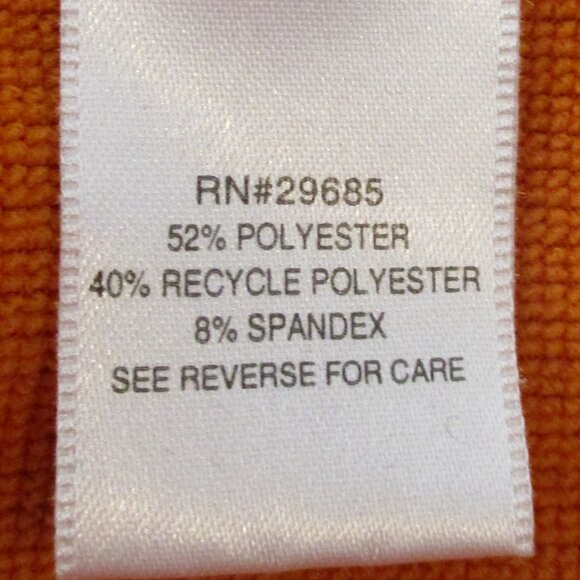 RN#29685
52% POLYESTER
40% RECYCLE POLYESTER
8% SPANDEX
SEE REVERSE FOR CARE